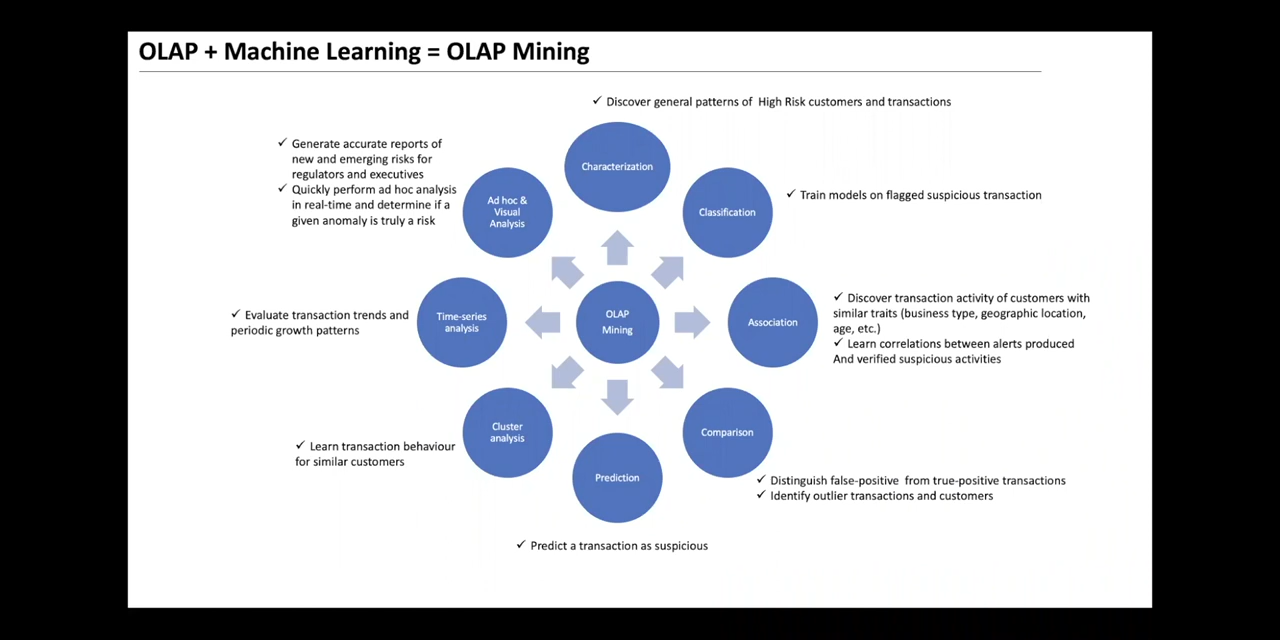 OLAP + Machine Learning = OLAP Mining
✓ Discover general patterns of High Risk customers and transactions
Characterization
✓ Train models on flagged suspicious transaction
Classification
✓ Discover transaction activity of customers with
similar traits (business type, geographic location,
age, etc.)
✓ Learn correlations between alerts produced
And verified suspicious activities
Association
Comparison
✓ Distinguish false-positive from true-positive transactions
✓ Identify outlier transactions and customers
Prediction
✓ Predict a transaction as suspicious
Cluster
analysis
✓ Learn transaction behaviour
for similar customers
Time-series
analysis
✓ Evaluate transaction trends and
periodic growth patterns
Ad hoc &
Visual
Analysis
✓ Generate accurate reports of
new and emerging risks for
regulators and executives
✓ Quickly perform ad hoc analysis
in real-time and determine if a
given anomaly is truly a risk
OLAP
Mining